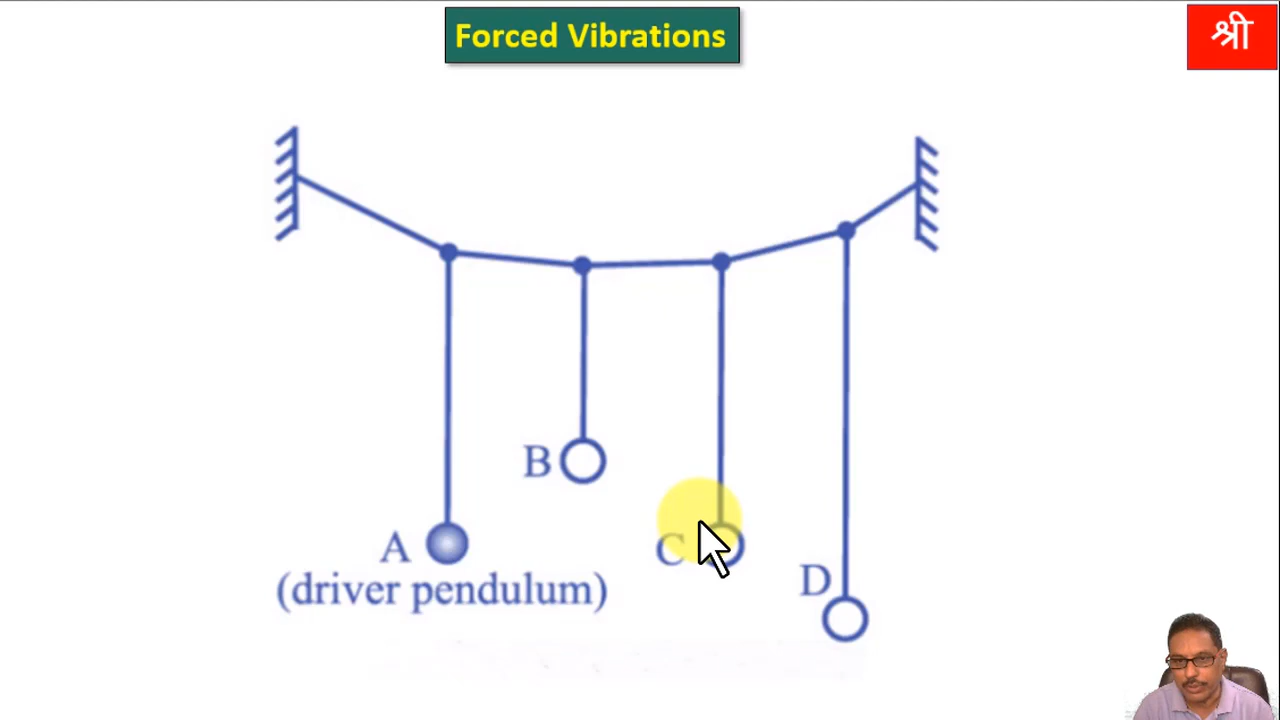 Forced Vibrations
श्री
B
A
C
(driver pendulum)
D